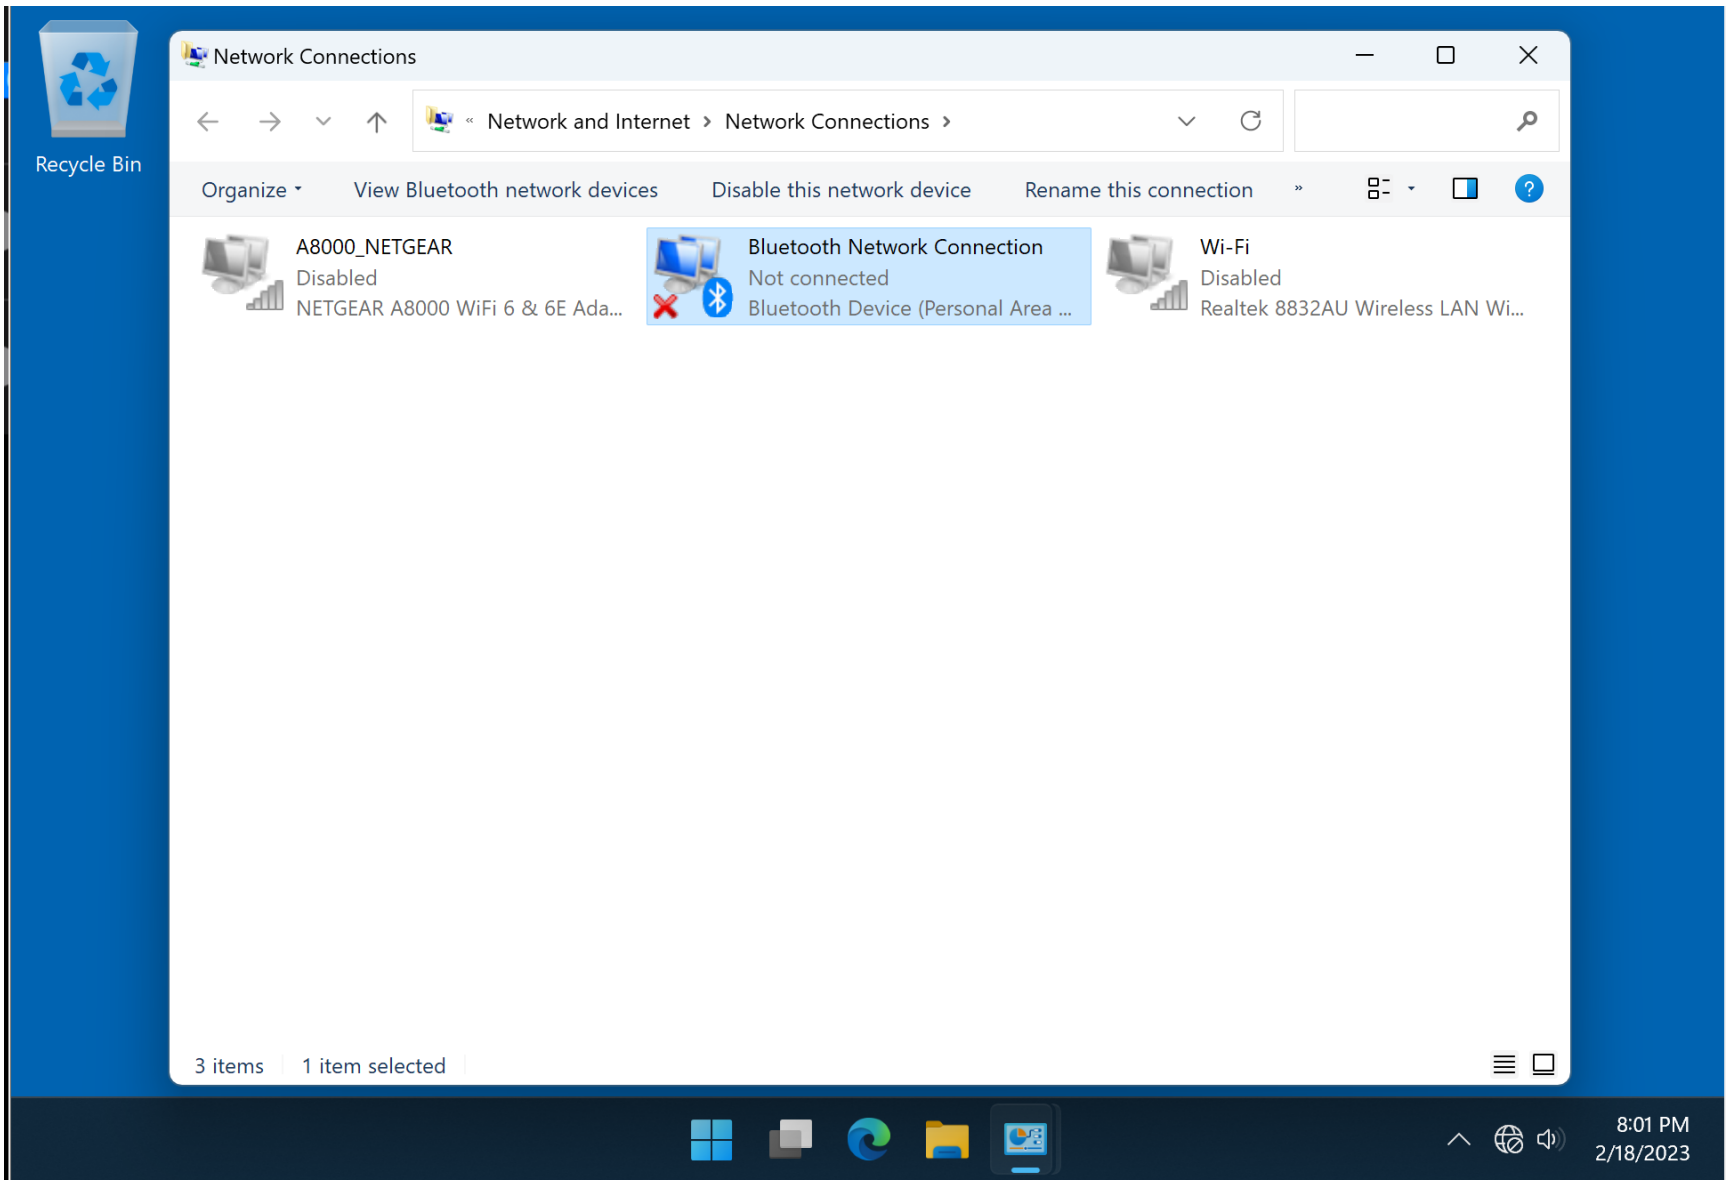 Recycle Bin
Network Connections
« Network and Internet > Network Connections >
Organize View Bluetooth network devices Disable this network device Rename this connection »
A8000_NETGEAR
Disabled
NETGEAR A8000 WiFi 6 & 6E Ada...
Bluetooth Network Connection
Not connected
Bluetooth Device (Personal Area ...
Wi-Fi
Disabled
Realtek 8832AU Wireless LAN Wi...
3 items
1 item selected
8:01 PM
2/18/2023